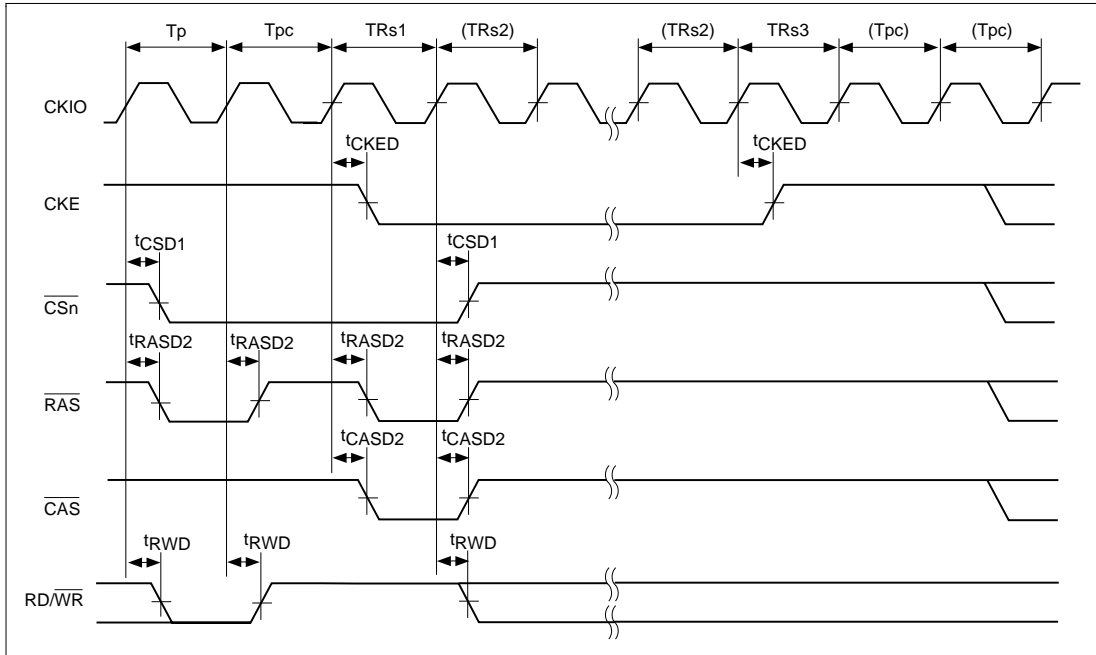 Tp Tpc TRs1 (TRs2) (TRs2) TRs3 (Tpc) (Tpc)
CKIO
tCKED tCKED
CKE
tCSD1 tCSD1
CSn
tRASD2 tRASD2 tRASD2 tRASD2
RAS
tCASD2 tCASD2
CAS
tRWD tRWD tRWD
RD/WR